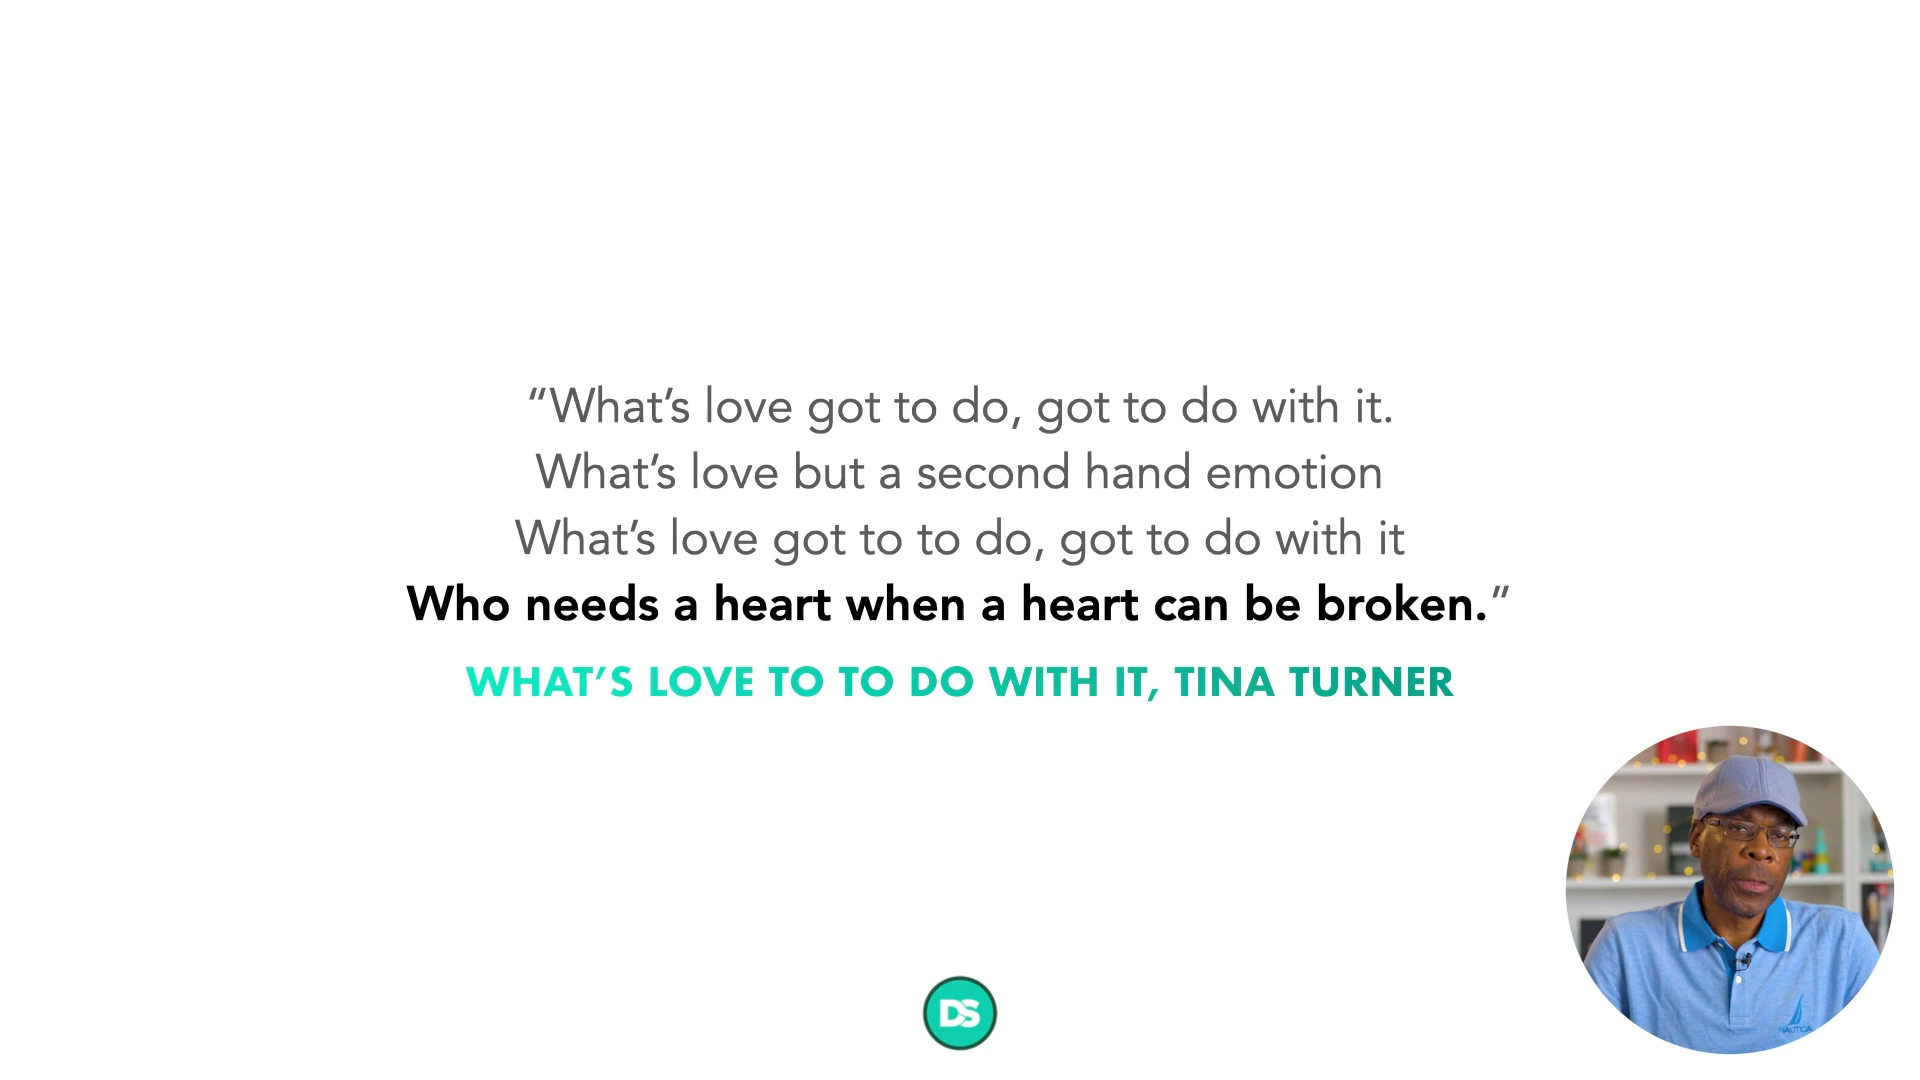 “What’s love got to do, got to do with it.
What’s love but a second hand emotion
What’s love got to to do, got to do with it
Who needs a heart when a heart can be broken.”
WHAT’S LOVE TO TO DO WITH IT, TINA TURNER
DS
NAUTICA